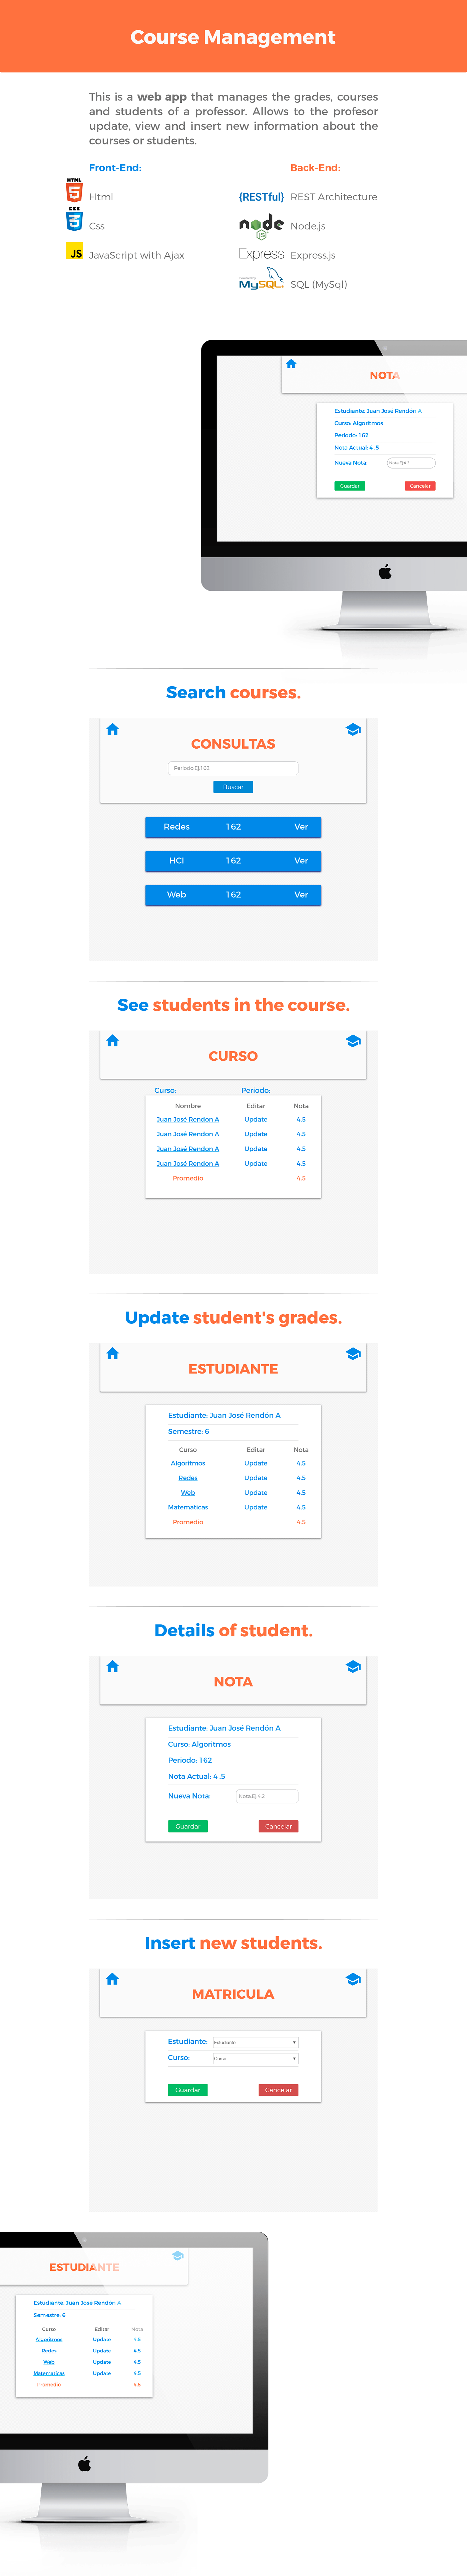 Course Management
This is a web app that manages the grades, courses
and students of a professor. Allows to the profesor
update, view and insert new information about the
courses or students.
Front-End:
HTML
5
Html
CSS
3
Css
JS
JavaScript with Ajax
Back-End:
{RESTful}
REST Architecture
node
JS
Node.js
Express
Express.js
MySQL
SQL (MySql)
NOTA
Estudiante: Juan José Rendón A
Curso: Algoritmos
Periodo: 162
Nota Actual: 4 .5
Nueva Nota:
Nota.Ej:4.2
Guardar
Cancelar
Search courses.
CONSULTAS
Periodo.Ej:162
Buscar
Redes 162 Ver
HCI 162 Ver
Web 162 Ver
See students in the course.
CURSO
Curso: Periodo:
Nombre Editar Nota
Juan José Rendon A Update 4.5
Juan José Rendon A Update 4.5
Juan José Rendon A Update 4.5
Juan José Rendon A Update 4.5
Promedio 4.5
Update student's grades.
ESTUDIANTE
Estudiante: Juan José Rendón A
Semestre: 6
Curso Editar Nota
Algoritmos Update 4.5
Redes Update 4.5
Web Update 4.5
Matematicas Update 4.5
Promedio 4.5
Details of student.
NOTA
Estudiante: Juan José Rendón A
Curso: Algoritmos
Periodo: 162
Nota Actual: 4 .5
Nueva Nota:
Nota.Ej:4.2
Guardar
Cancelar
Insert new students.
MATRICULA
Estudiante: Estudiante
Curso: Curso
Guardar
Cancelar
ESTUDIANTE
Estudiante: Juan José Rendón A
Semestre: 6
Curso Editar Nota
Algoritmos Update 4.5
Redes Update 4.5
Web Update 4.5
Matematicas Update 4.5
Promedio 4.5